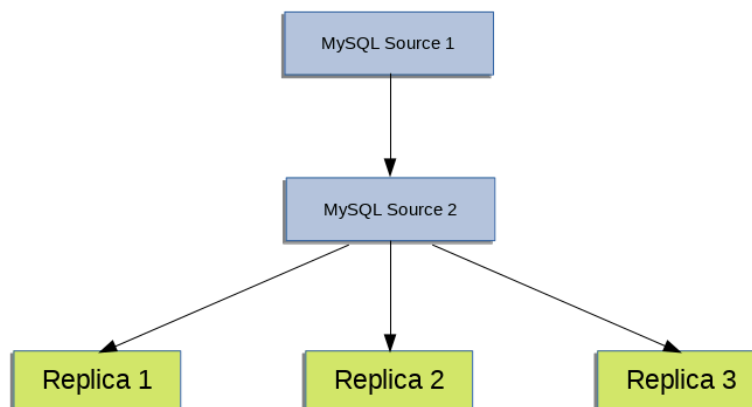 MySQL Source 1
MySQL Source 2
Replica 1
Replica 2
Replica 3